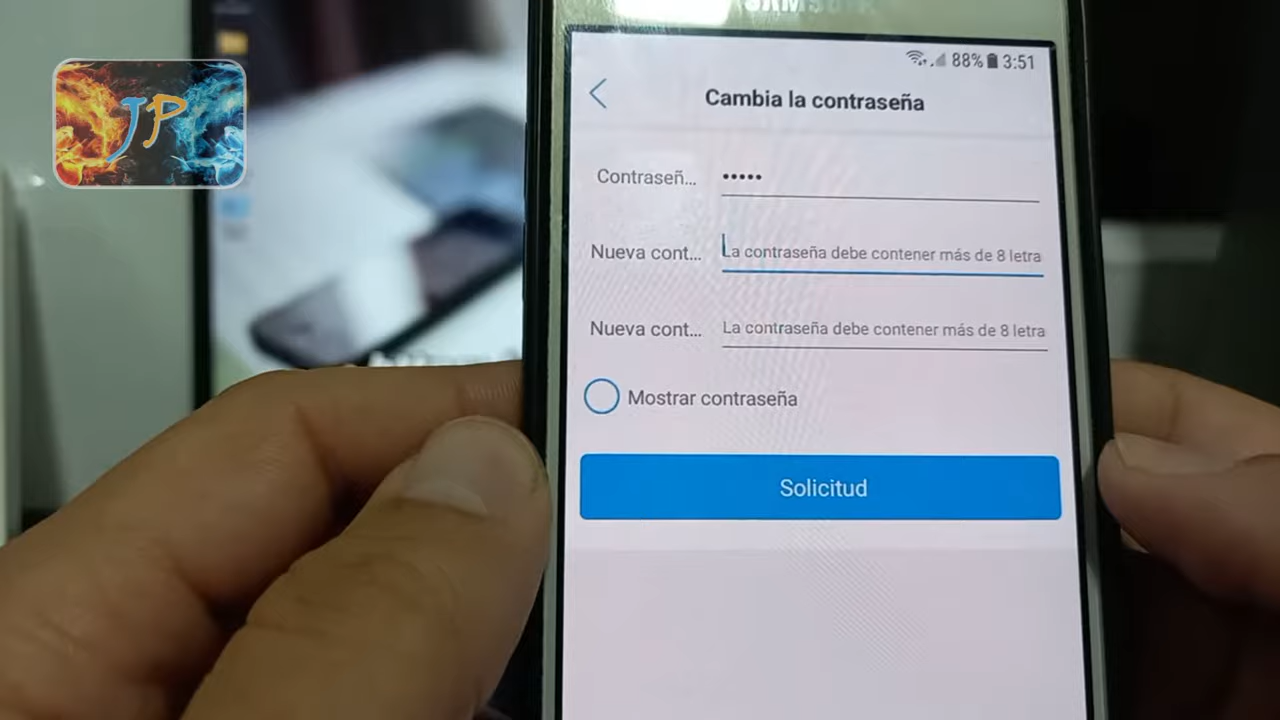 SAMSUNG
JP
88% 3:51
Cambia la contraseña
Contraseñ... •••••
Nueva cont... La contraseña debe contener más de 8 letra
Nueva cont... La contraseña debe contener más de 8 letra
Mostrar contraseña
Solicitud